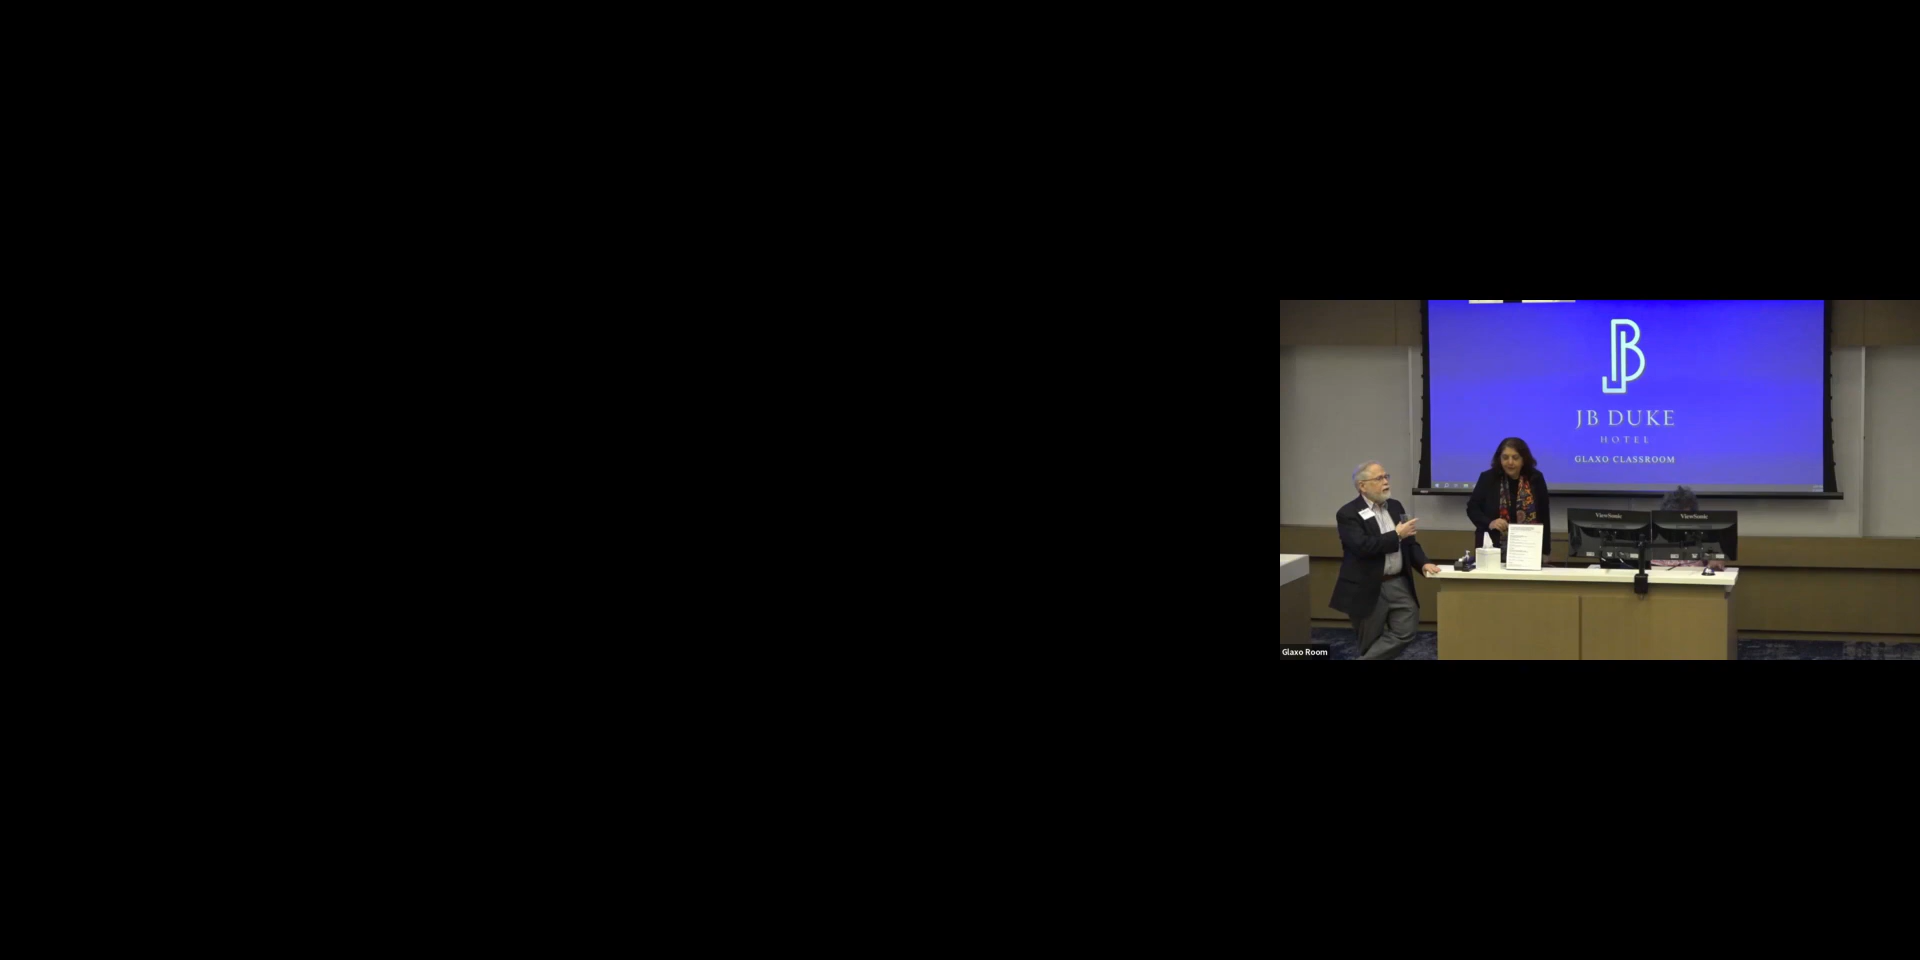 JB
JB DUKE
HOTEL
GLAXO CLASSROOM
ViewSonic
ViewSonic
Glaxo Room